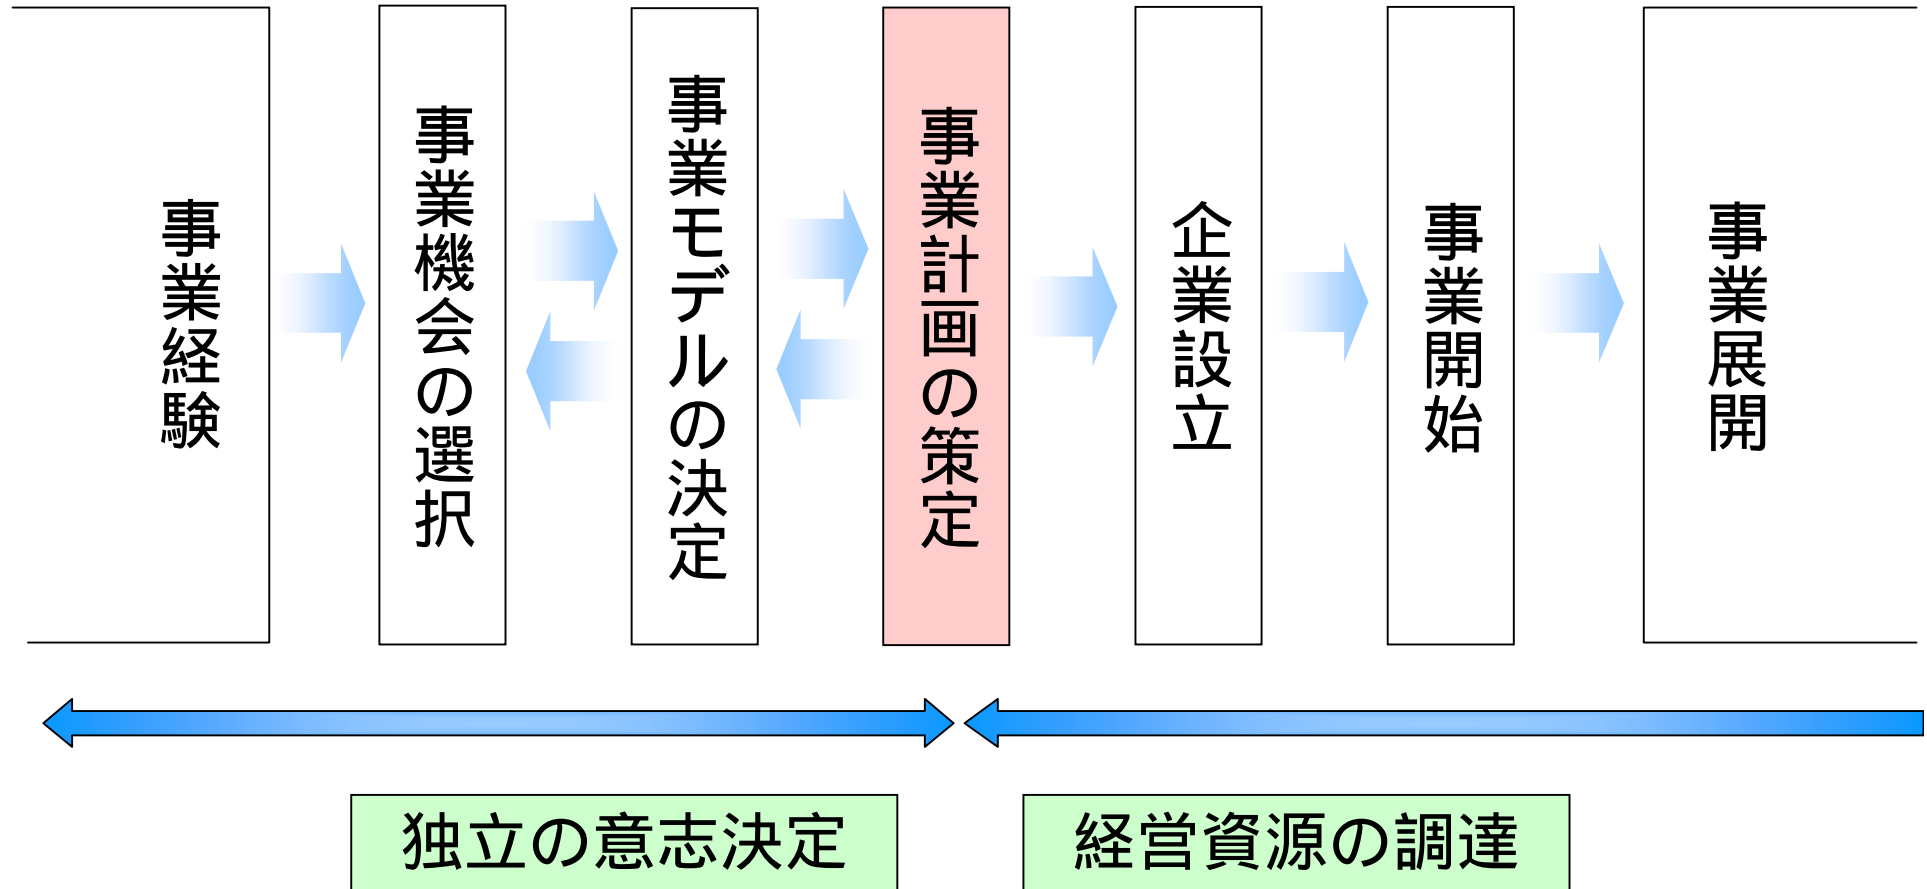 事業経験
事業機会の選択
事業モデルの決定
事業計画の策定
企業設立
事業開始
事業展開
独立の意志決定
経営資源の調達